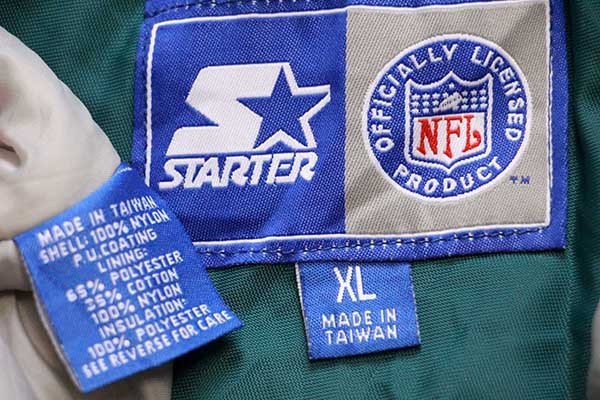 STARTER
OFFICIALLY LICENSED
NFL
PRODUCT
TM
XL
MADE IN
TAIWAN
MADE IN TAIWAN
SHELL: 100% NYLON
P.U.COATING
LINING:
65% POLYESTER
35% COTTON
100% NYLON
INSULATION:
100% POLYESTER
SEE REVERSE FOR CARE